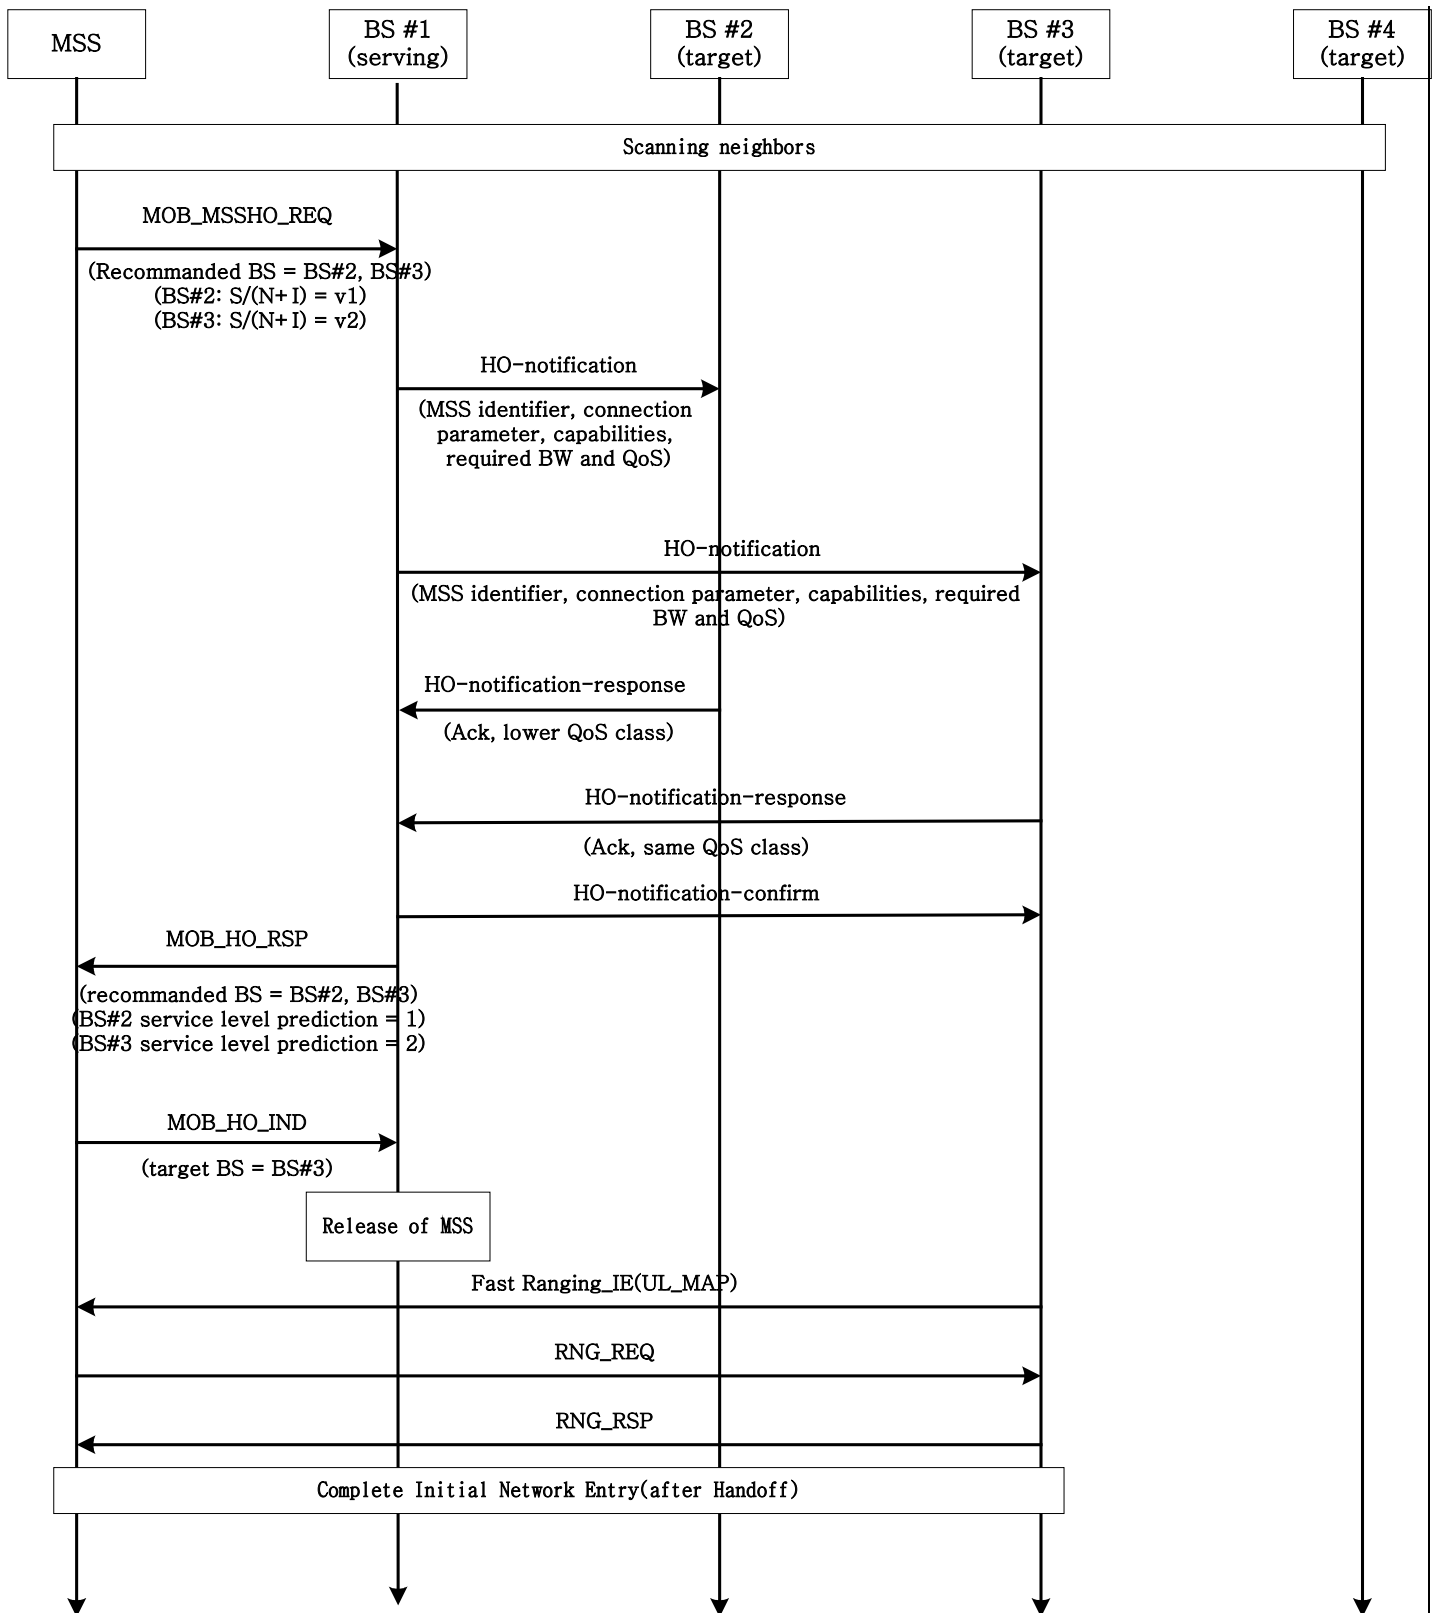 MSS
BS #1
(serving)
BS #2
(target)
BS #3
(target)
BS #4
(target)
Scanning neighbors
MOB_MSSHO_REQ
(Recommanded BS = BS#2, BS#3)
(BS#2: S/(N+I) = v1)
(BS#3: S/(N+I) = v2)
HO-notification
(MSS identifier, connection
parameter, capabilities,
required BW and QoS)
HO-notification
(MSS identifier, connection parameter, capabilities, required
BW and QoS)
HO-notification-response
(Ack, lower QoS class)
HO-notification-response
(Ack, same QoS class)
HO-notification-confirm
MOB_HO_RSP
(recommanded BS = BS#2, BS#3)
(BS#2 service level prediction = 1)
(BS#3 service level prediction = 2)
MOB_HO_IND
(target BS = BS#3)
Release of MSS
Fast Ranging_IE(UL_MAP)
RNG_REQ
RNG_RSP
Complete Initial Network Entry(after Handoff)